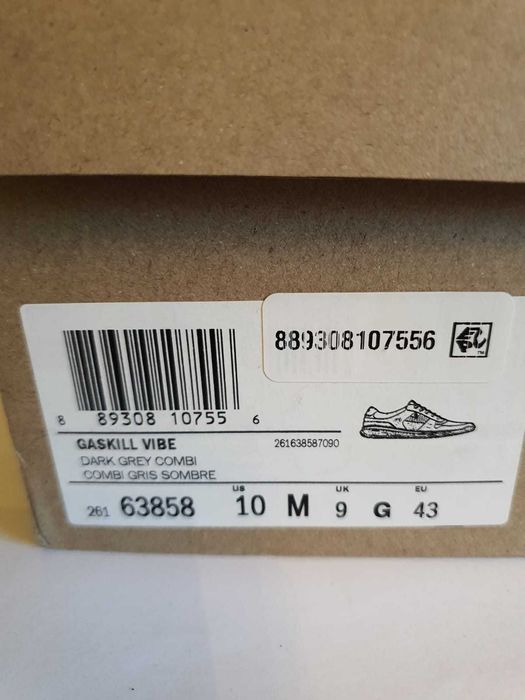 889308107556
8 89308 10755 6
GASKILL VIBE 261638587090
DARK GREY COMBI
COMBI GRIS SOMBRE
US UK EU
261 63858 10 M 9 G 43